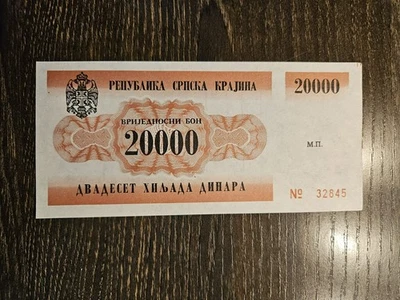 РЕПУБЛИКА СРПСКА КРАЈИНА
20000
ВРИЈЕДНОСНИ БОН
20000
М.П.
ДВАДЕСЕТ ХИЉАДА ДИНАРА
№ 32845